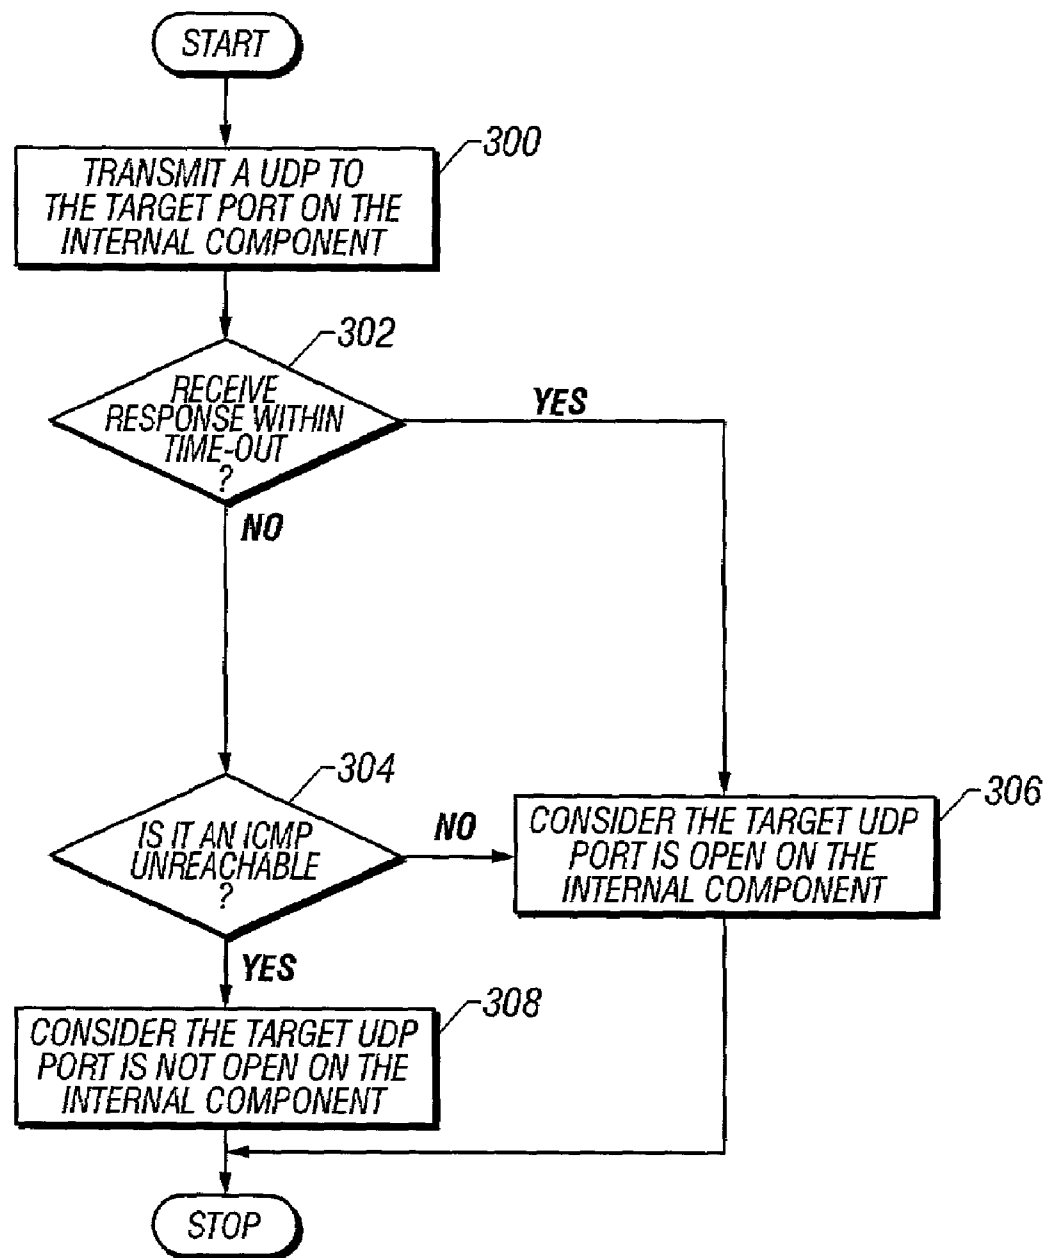 START
300
TRANSMIT A UDP TO
THE TARGET PORT ON THE
INTERNAL COMPONENT
302
RECEIVE
RESPONSE WITHIN
TIME-OUT
?
YES
NO
304
IS IT AN ICMP
UNREACHABLE
?
NO
306
CONSIDER THE TARGET UDP
PORT IS OPEN ON THE
INTERNAL COMPONENT
YES
308
CONSIDER THE TARGET UDP
PORT IS NOT OPEN ON THE
INTERNAL COMPONENT
STOP